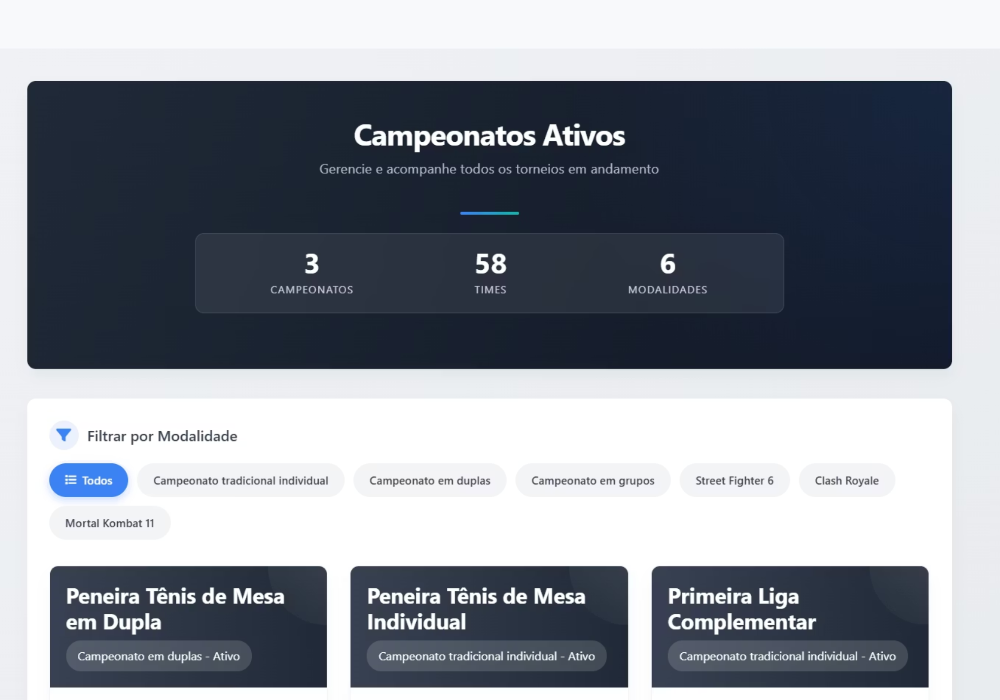 Campeonatos Ativos
Gerencie e acompanhe todos os torneios em andamento
3
CAMPEONATOS
58
TIMES
6
MODALIDADES
Filtrar por Modalidade
Todos
Campeonato tradicional individual
Campeonato em duplas
Campeonato em grupos
Street Fighter 6
Clash Royale
Mortal Kombat 11
Peneira Tênis de Mesa
em Dupla
Campeonato em duplas - Ativo
Peneira Tênis de Mesa
Individual
Campeonato tradicional individual - Ativo
Primeira Liga
Complementar
Campeonato tradicional individual - Ativo